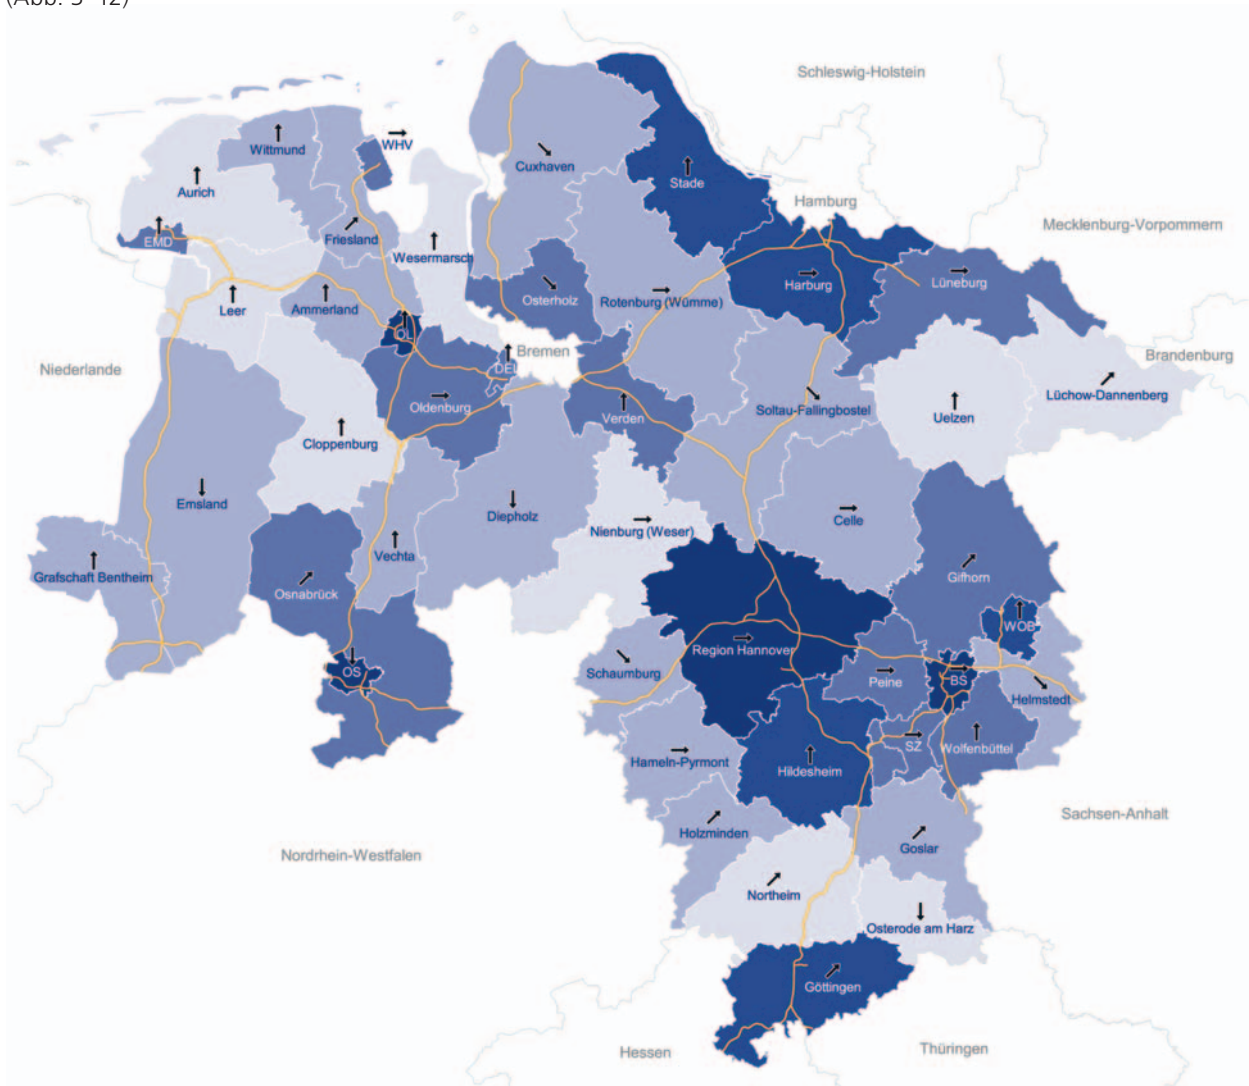 (Abb. 5-12)
Schleswig-Holstein
WHV
Wittmund
Cuxhaven
Stade
Aurich
Hamburg
Mecklenburg-Vorpommern
EMD
Friesland
Wesermarsch
Harburg
Lüneburg
Osterholz
Rotenburg (Wümme)
Leer
Ammerland
OL
Bremen
Brandenburg
Niederlande
DEL
Lüchow-Dannenberg
Oldenburg
Verden
Soltau-Fallingbostel
Uelzen
Cloppenburg
Emsland
Diepholz
Nienburg (Weser)
Celle
Vechta
Grafschaft Bentheim
Osnabrück
Gifhorn
WOB
Region Hannover
OS
Schaumburg
Peine
BS
Helmstedt
Hameln-Pyrmont
Hildesheim
SZ
Wolfenbüttel
Sachsen-Anhalt
Holzminden
Goslar
Nordrhein-Westfalen
Northeim
Osterode am Harz
Göttingen
Hessen
Thüringen